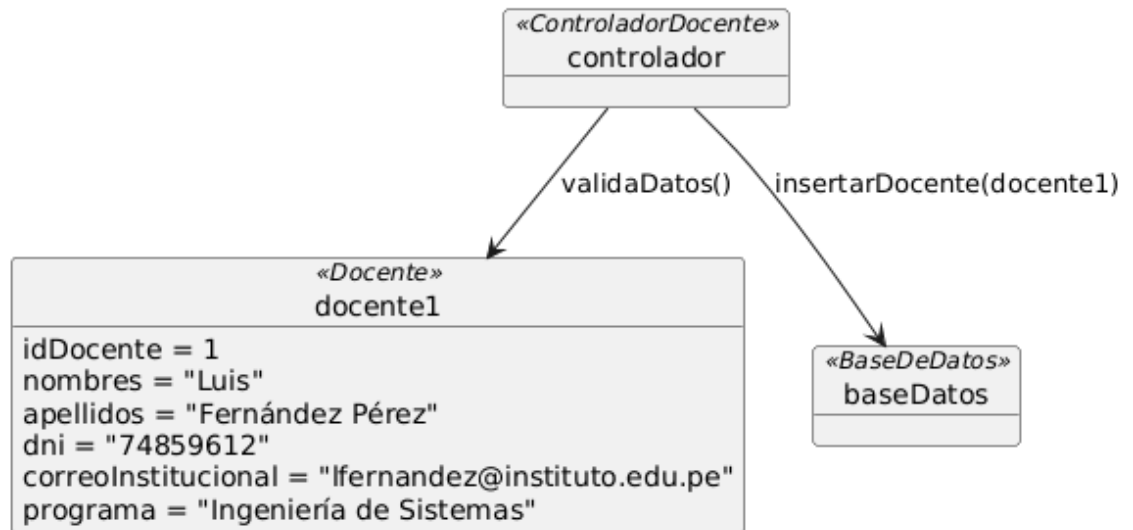 «ControladorDocente»
controlador
validaDatos()
insertarDocente(docente1)
«Docente»
docente1
idDocente = 1
nombres = "Luis"
apellidos = "Fernández Pérez"
dni = "74859612"
correoInstitucional = "lfernandez@instituto.edu.pe"
programa = "Ingeniería de Sistemas"
«BaseDeDatos»
baseDatos